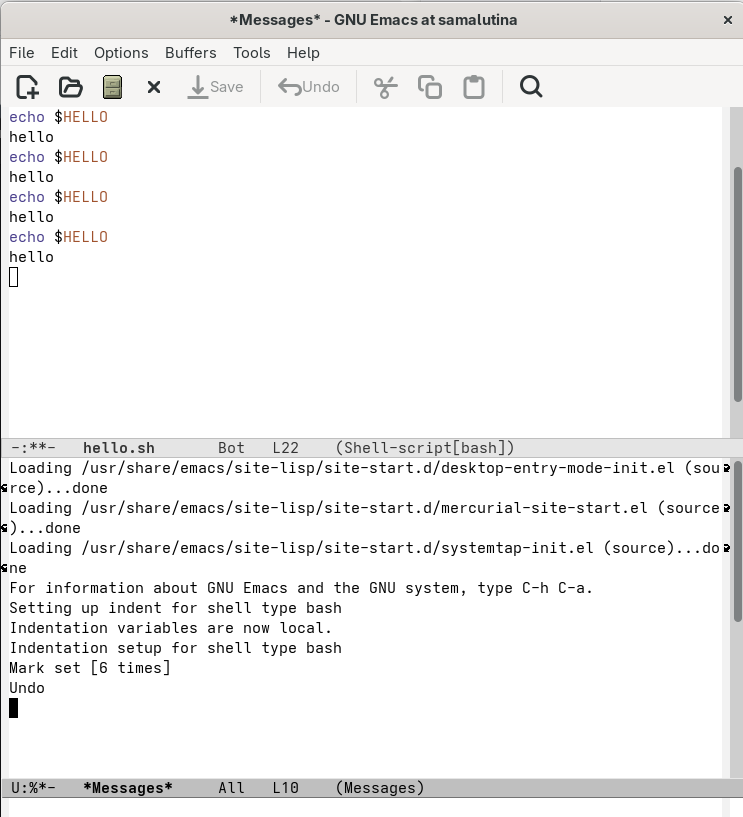 *Messages* - GNU Emacs at samalutina
File Edit Options Buffers Tools Help
Save Undo
echo $HELLO
hello
echo $HELLO
hello
echo $HELLO
hello
echo $HELLO
hello
-:**- hello.sh Bot L22 (Shell-script[bash])
Loading /usr/share/emacs/site-lisp/site-start.d/desktop-entry-mode-init.el (sou
rce)...done
Loading /usr/share/emacs/site-lisp/site-start.d/mercurial-site-start.el (source
)...done
Loading /usr/share/emacs/site-lisp/site-start.d/systemtap-init.el (source)...do
ne
For information about GNU Emacs and the GNU system, type C-h C-a.
Setting up indent for shell type bash
Indentation variables are now local.
Indentation setup for shell type bash
Mark set [6 times]
Undo
U:%*- *Messages* All L10 (Messages)